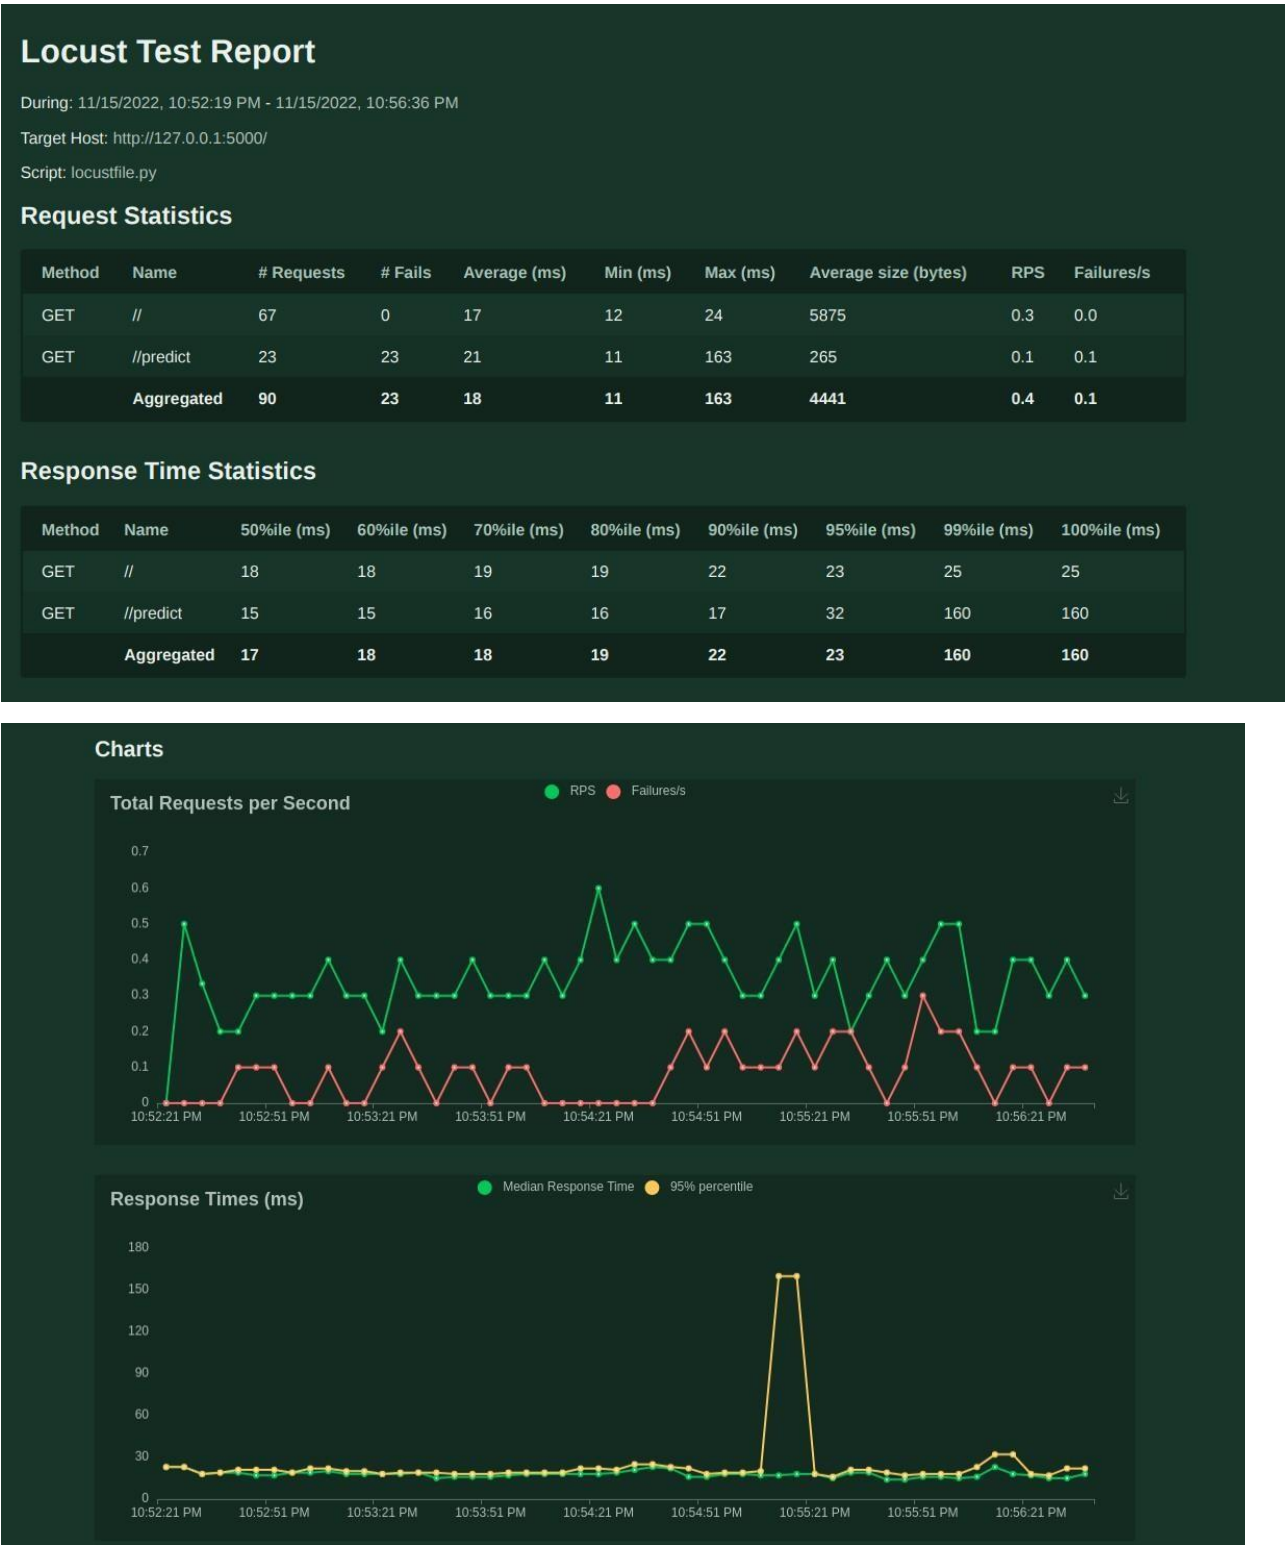 Locust Test Report
During: 11/15/2022, 10:52:19 PM - 11/15/2022, 10:56:36 PM
Target Host: http://127.0.0.1:5000/
Script: locustfile.py
Request Statistics
Method Name # Requests # Fails Average (ms) Min (ms) Max (ms) Average size (bytes) RPS Failures/s
GET // 67 0 17 12 24 5875 0.3 0.0
GET //predict 23 23 21 11 163 265 0.1 0.1
Aggregated 90 23 18 11 163 4441 0.4 0.1
Response Time Statistics
Method Name 50%ile (ms) 60%ile (ms) 70%ile (ms) 80%ile (ms) 90%ile (ms) 95%ile (ms) 99%ile (ms) 100%ile (ms)
GET // 18 18 19 19 22 23 25 25
GET //predict 15 15 16 16 17 32 160 160
Aggregated 17 18 18 19 22 23 160 160
Charts
Total Requests per Second
RPS Failures/s
0.7
0.6
0.5
0.4
0.3
0.2
0.1
0
10:52:21 PM 10:52:51 PM 10:53:21 PM 10:53:51 PM 10:54:21 PM 10:54:51 PM 10:55:21 PM 10:55:51 PM 10:56:21 PM
Response Times (ms)
Median Response Time 95% percentile
180
150
120
90
60
30
0
10:52:21 PM 10:52:51 PM 10:53:21 PM 10:53:51 PM 10:54:21 PM 10:54:51 PM 10:55:21 PM 10:55:51 PM 10:56:21 PM